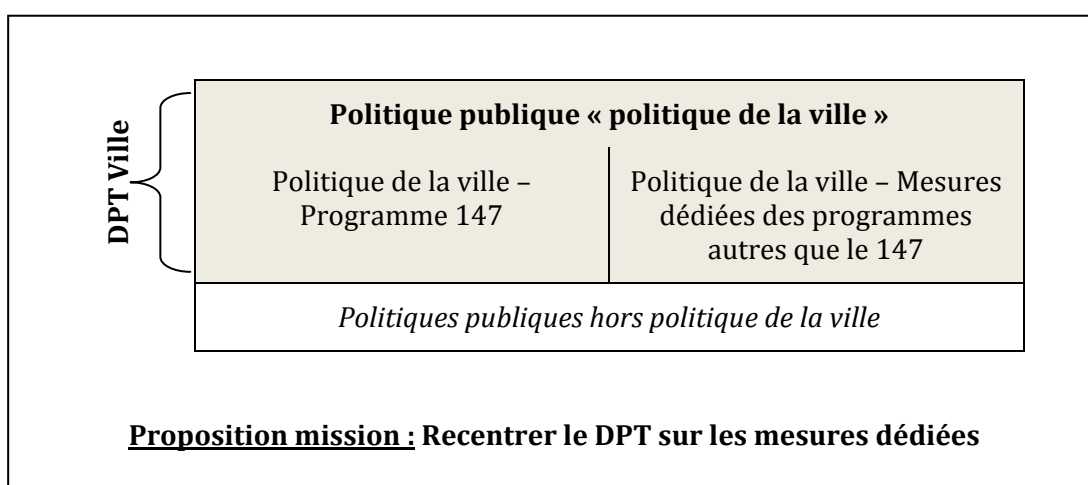 DPT Ville
Politique publique « politique de la ville »
Politique de la ville –
Programme 147
Politique de la ville – Mesures
dédiées des programmes
autres que le 147
Politiques publiques hors politique de la ville
Proposition mission : Recentrer le DPT sur les mesures dédiées